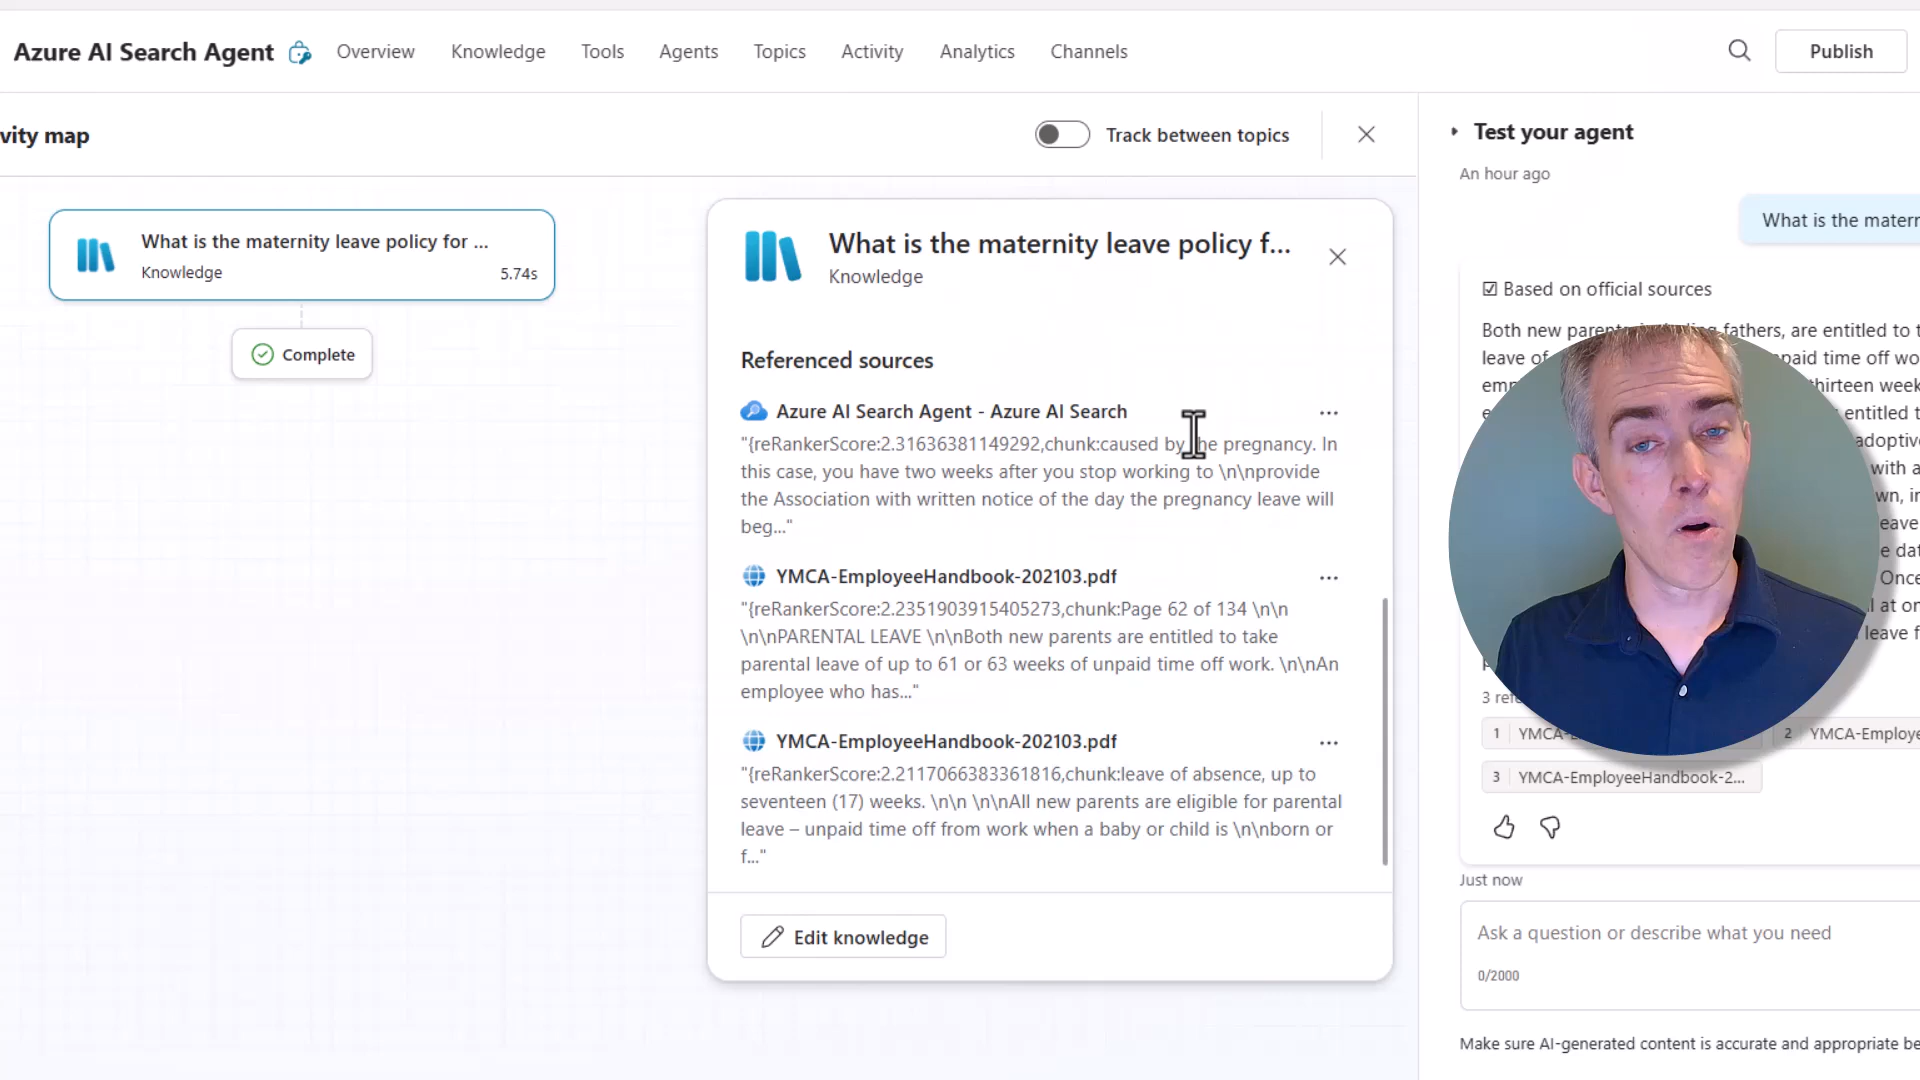 Azure AI Search Agent
Overview
Knowledge
Tools
Agents
Topics
Activity
Analytics
Channels
Publish
vity map
Track between topics
What is the maternity leave policy for ...
Knowledge
5.74s
Complete
What is the maternity leave policy f...
Knowledge
Referenced sources
Azure AI Search Agent - Azure AI Search
"{reRankerScore:2.31636381149292,chunk:caused by the pregnancy. In
this case, you have two weeks after you stop working to \n\nprovide
the Association with written notice of the day the pregnancy leave will
beg..."
YMCA-EmployeeHandbook-202103.pdf
"{reRankerScore:2.2351903915405273,chunk:Page 62 of 134 \n\n
\n\nPARENTAL LEAVE \n\nBoth new parents are entitled to take
parental leave of up to 61 or 63 weeks of unpaid time off work. \n\nAn
employee who has..."
YMCA-EmployeeHandbook-202103.pdf
"{reRankerScore:2.2117066383361816,chunk:leave of absence, up to
seventeen (17) weeks. \n\n \n\nAll new parents are eligible for parental
leave – unpaid time off from work when a baby or child is \n\nborn or
f..."
Edit knowledge
Test your agent
An hour ago
What is the matern
Based on official sources
Both new parents, including fathers, are entitled to t
leave of paid time off wo
thirteen week
entitled t
adoptiv
with a
wn, in
eave
e dat
Once
l at on
leave f
3 refe
1 YMCA-E
2 YMCA-Employe
3 YMCA-EmployeeHandbook-2...
Just now
Ask a question or describe what you need
0/2000
Make sure AI-generated content is accurate and appropriate be